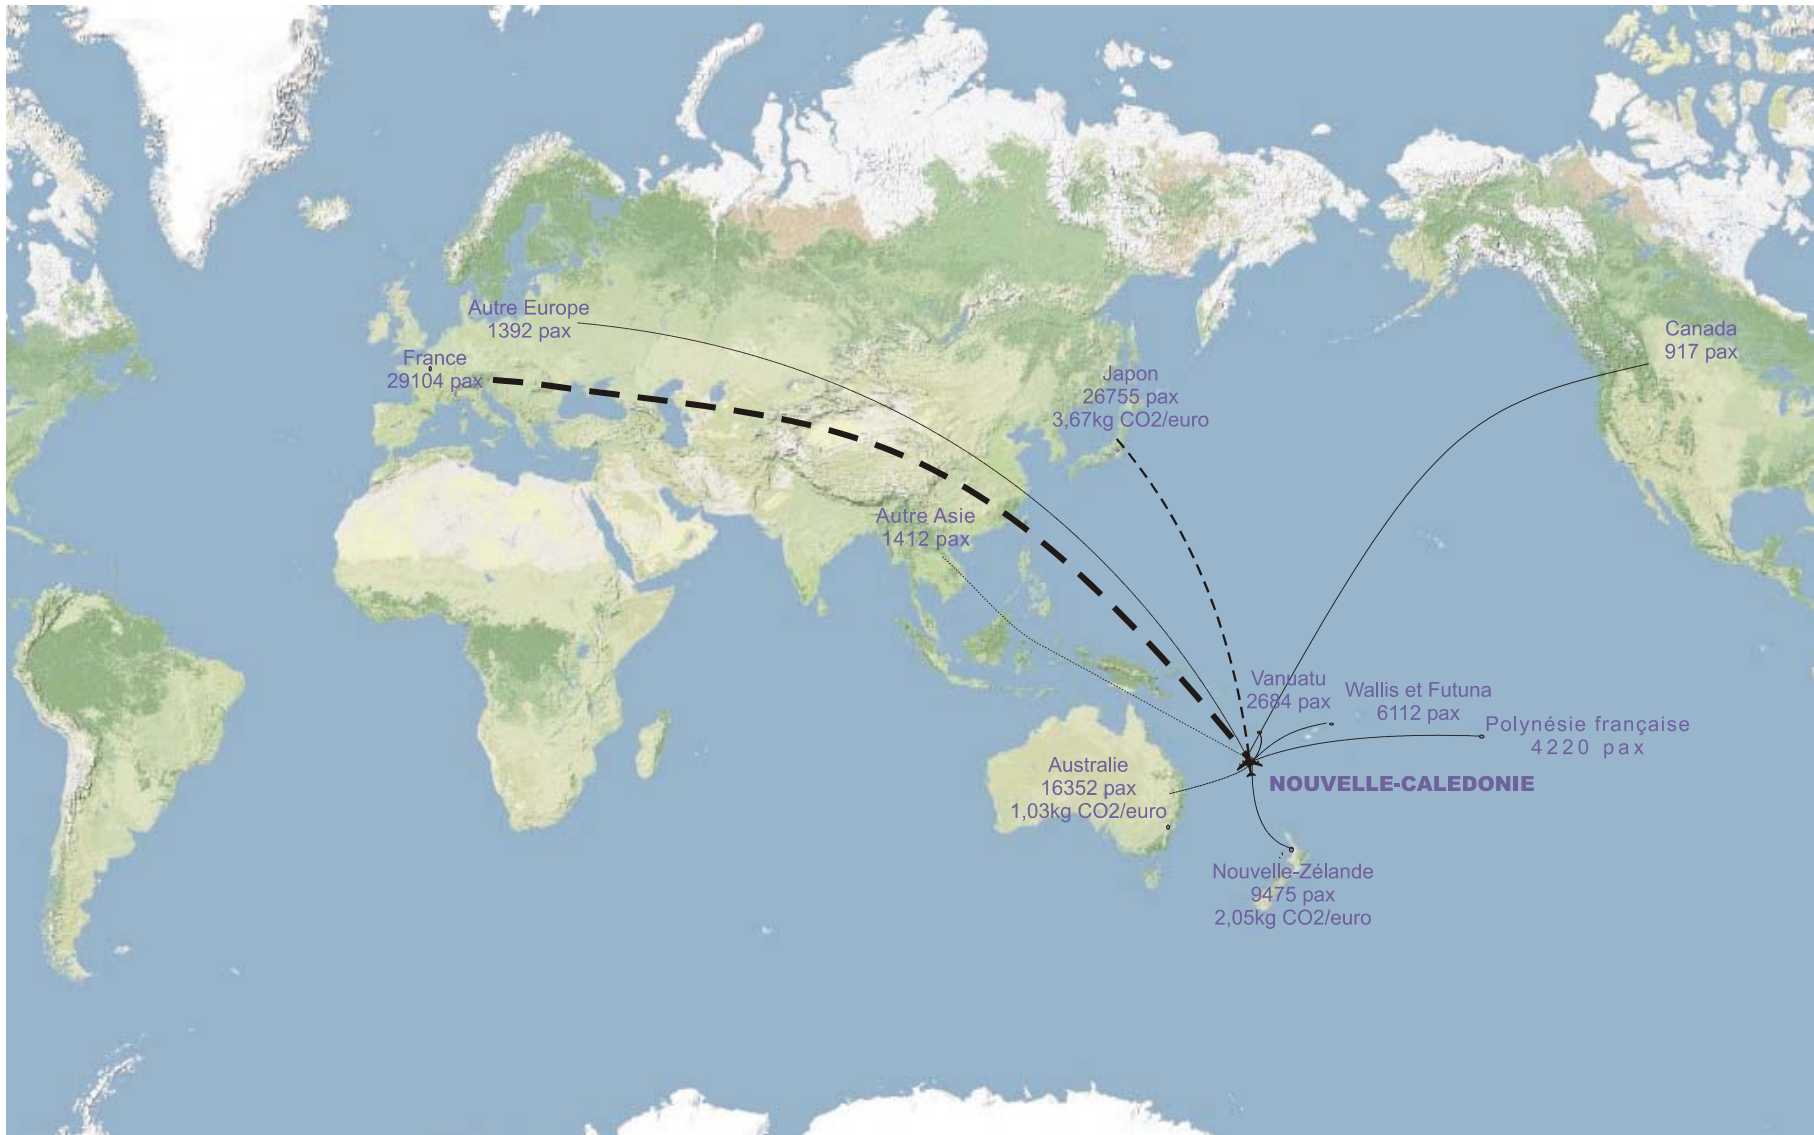 Autre Europe
1392 pax
France
29104 pax
Japon
26755 pax
3,67kg CO2/euro
Canada
917 pax
Autre Asie
1412 pax
Vanuatu
2684 pax
Wallis et Futuna
6112 pax
Polynésie française
4220 pax
Australie
16352 pax
1,03kg CO2/euro
NOUVELLE-CALEDONIE
Nouvelle-Zélande
9475 pax
2,05kg CO2/euro